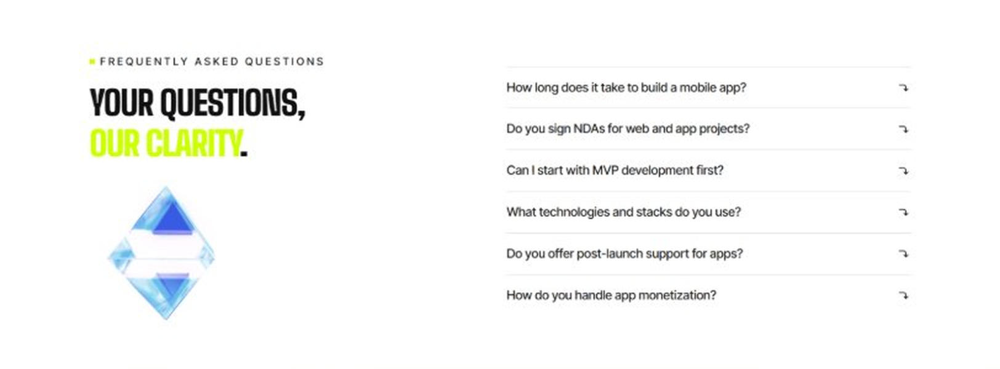 FREQUENTLY ASKED QUESTIONS
YOUR QUESTIONS,
OUR CLARITY.
How long does it take to build a mobile app?
Do you sign NDAs for web and app projects?
Can I start with MVP development first?
What technologies and stacks do you use?
Do you offer post-launch support for apps?
How do you handle app monetization?